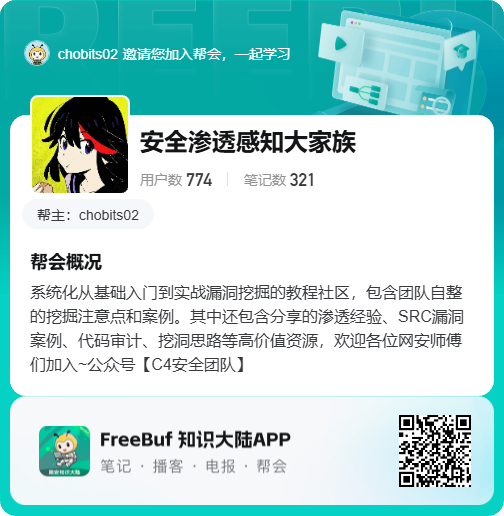 chobits02 邀请您加入帮会，一起学习
安全渗透感知大家族
用户数 774 笔记数 321
帮主：chobits02
帮会概况
系统化从基础入门到实战漏洞挖掘的教程社区，包含团队自整
的挖掘注意点和案例。其中还包含分享的渗透经验、SRC漏洞
案例、代码审计、挖洞思路等高价值资源，欢迎各位网安师傅
们加入~公众号【C4安全团队】
FreeBuf 知识大陆APP
笔记 · 播客 · 电报 · 帮会